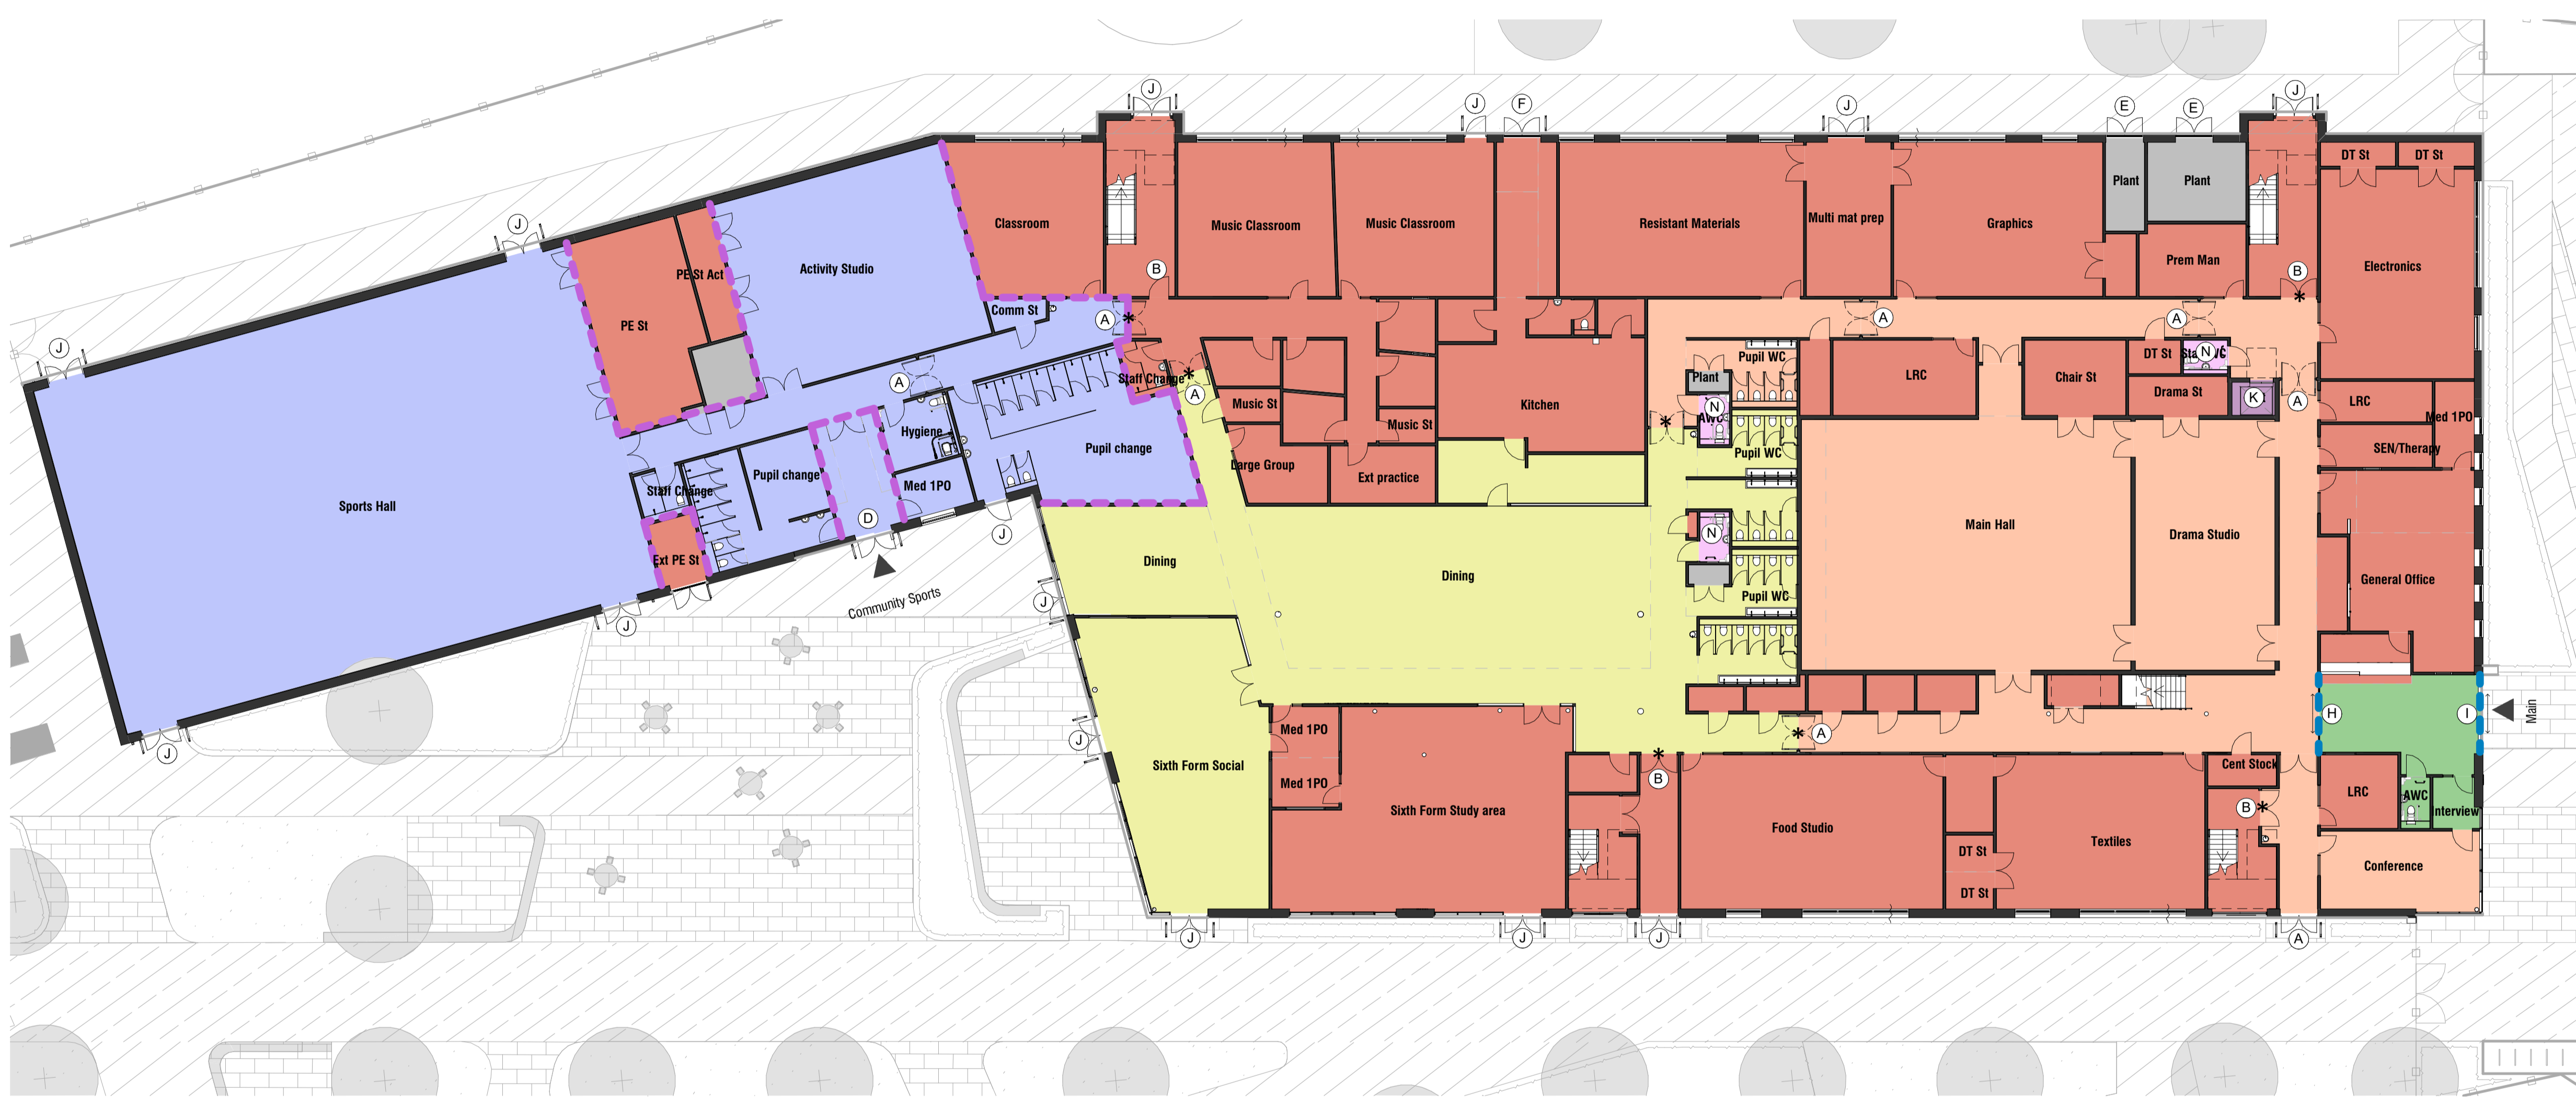 J
J
F
J
E
E
J
DT St
DT St
Plant
Plant
Classroom
Music Classroom
Music Classroom
Resistant Materials
Multi mat prep
Graphics
Prem Man
Electronics
J
B
B
*
PE St Act
Activity Studio
PE St
Comm St
A
*
A
A
J
Pupil WC
DT St
Sta WC
N
LRC
Chair St
Plant
Drama St
K
A
LRC
Med 1PO
Staff Change
*
A
A
Music St
Kitchen
N
AWC
*
Music St
Hygiene
Pupil change
Pupil WC
SEN/Therapy
Large Group
Ext practice
Pupil change
Med 1PO
Staff Change
Sports Hall
D
J
N
Main Hall
Drama Studio
Ext PE St
Dining
Dining
General Office
Pupil WC
Community Sports
J
J
H
I
Main
J
J
Med 1PO
*
A
*
B
Sixth Form Social
Med 1PO
Cent Stock
LRC
AWC
nterview
B
*
Sixth Form Study area
Food Studio
Textiles
DT St
DT St
Conference
J
J
J
A